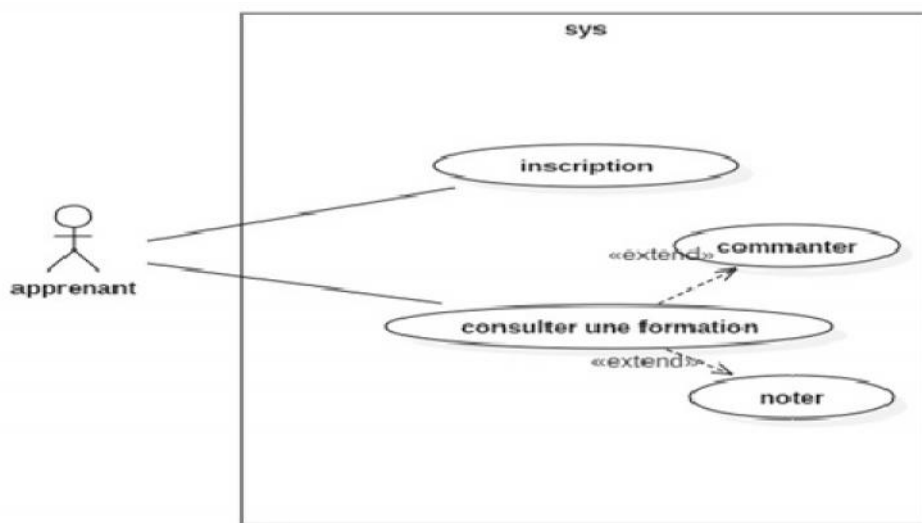 sys
inscription
«extend» commanter
apprenant
consulter une formation
«extend»
noter